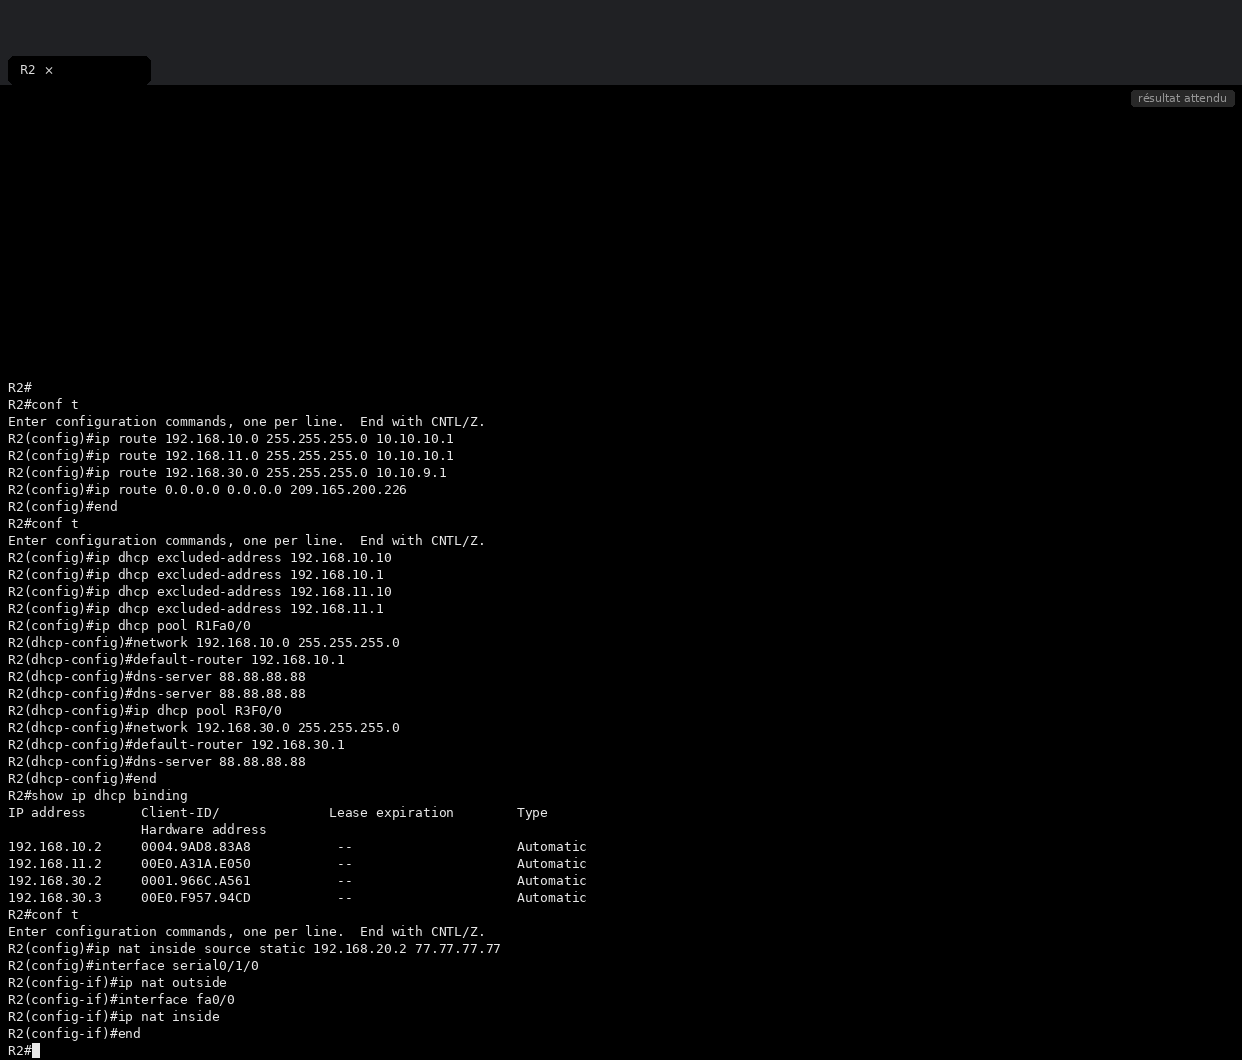 R2 ×
résultat attendu
R2#
R2#conf t
Enter configuration commands, one per line.  End with CNTL/Z.
R2(config)#ip route 192.168.10.0 255.255.255.0 10.10.10.1
R2(config)#ip route 192.168.11.0 255.255.255.0 10.10.10.1
R2(config)#ip route 192.168.30.0 255.255.255.0 10.10.9.1
R2(config)#ip route 0.0.0.0 0.0.0.0 209.165.200.226
R2(config)#end
R2#conf t
Enter configuration commands, one per line.  End with CNTL/Z.
R2(config)#ip dhcp excluded-address 192.168.10.10
R2(config)#ip dhcp excluded-address 192.168.10.1
R2(config)#ip dhcp excluded-address 192.168.11.10
R2(config)#ip dhcp excluded-address 192.168.11.1
R2(config)#ip dhcp pool R1Fa0/0
R2(dhcp-config)#network 192.168.10.0 255.255.255.0
R2(dhcp-config)#default-router 192.168.10.1
R2(dhcp-config)#dns-server 88.88.88.88
R2(dhcp-config)#dns-server 88.88.88.88
R2(dhcp-config)#ip dhcp pool R3F0/0
R2(dhcp-config)#network 192.168.30.0 255.255.255.0
R2(dhcp-config)#default-router 192.168.30.1
R2(dhcp-config)#dns-server 88.88.88.88
R2(dhcp-config)#end
R2#show ip dhcp binding
IP address       Client-ID/              Lease expiration        Type
                 Hardware address
192.168.10.2     0004.9AD8.83A8           --                     Automatic
192.168.11.2     00E0.A31A.E050           --                     Automatic
192.168.30.2     0001.966C.A561           --                     Automatic
192.168.30.3     00E0.F957.94CD           --                     Automatic
R2#conf t
Enter configuration commands, one per line.  End with CNTL/Z.
R2(config)#ip nat inside source static 192.168.20.2 77.77.77.77
R2(config)#interface serial0/1/0
R2(config-if)#ip nat outside
R2(config-if)#interface fa0/0
R2(config-if)#ip nat inside
R2(config-if)#end
R2#